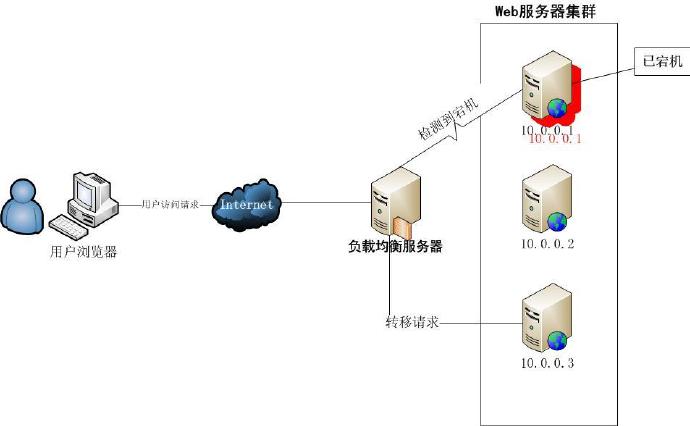 Web服务器集群
已宕机
检测到宕机
10.0.0.1
10.0.0.1
用户访问请求
Internet
用户浏览器
负载均衡服务器
10.0.0.2
转移请求
10.0.0.3